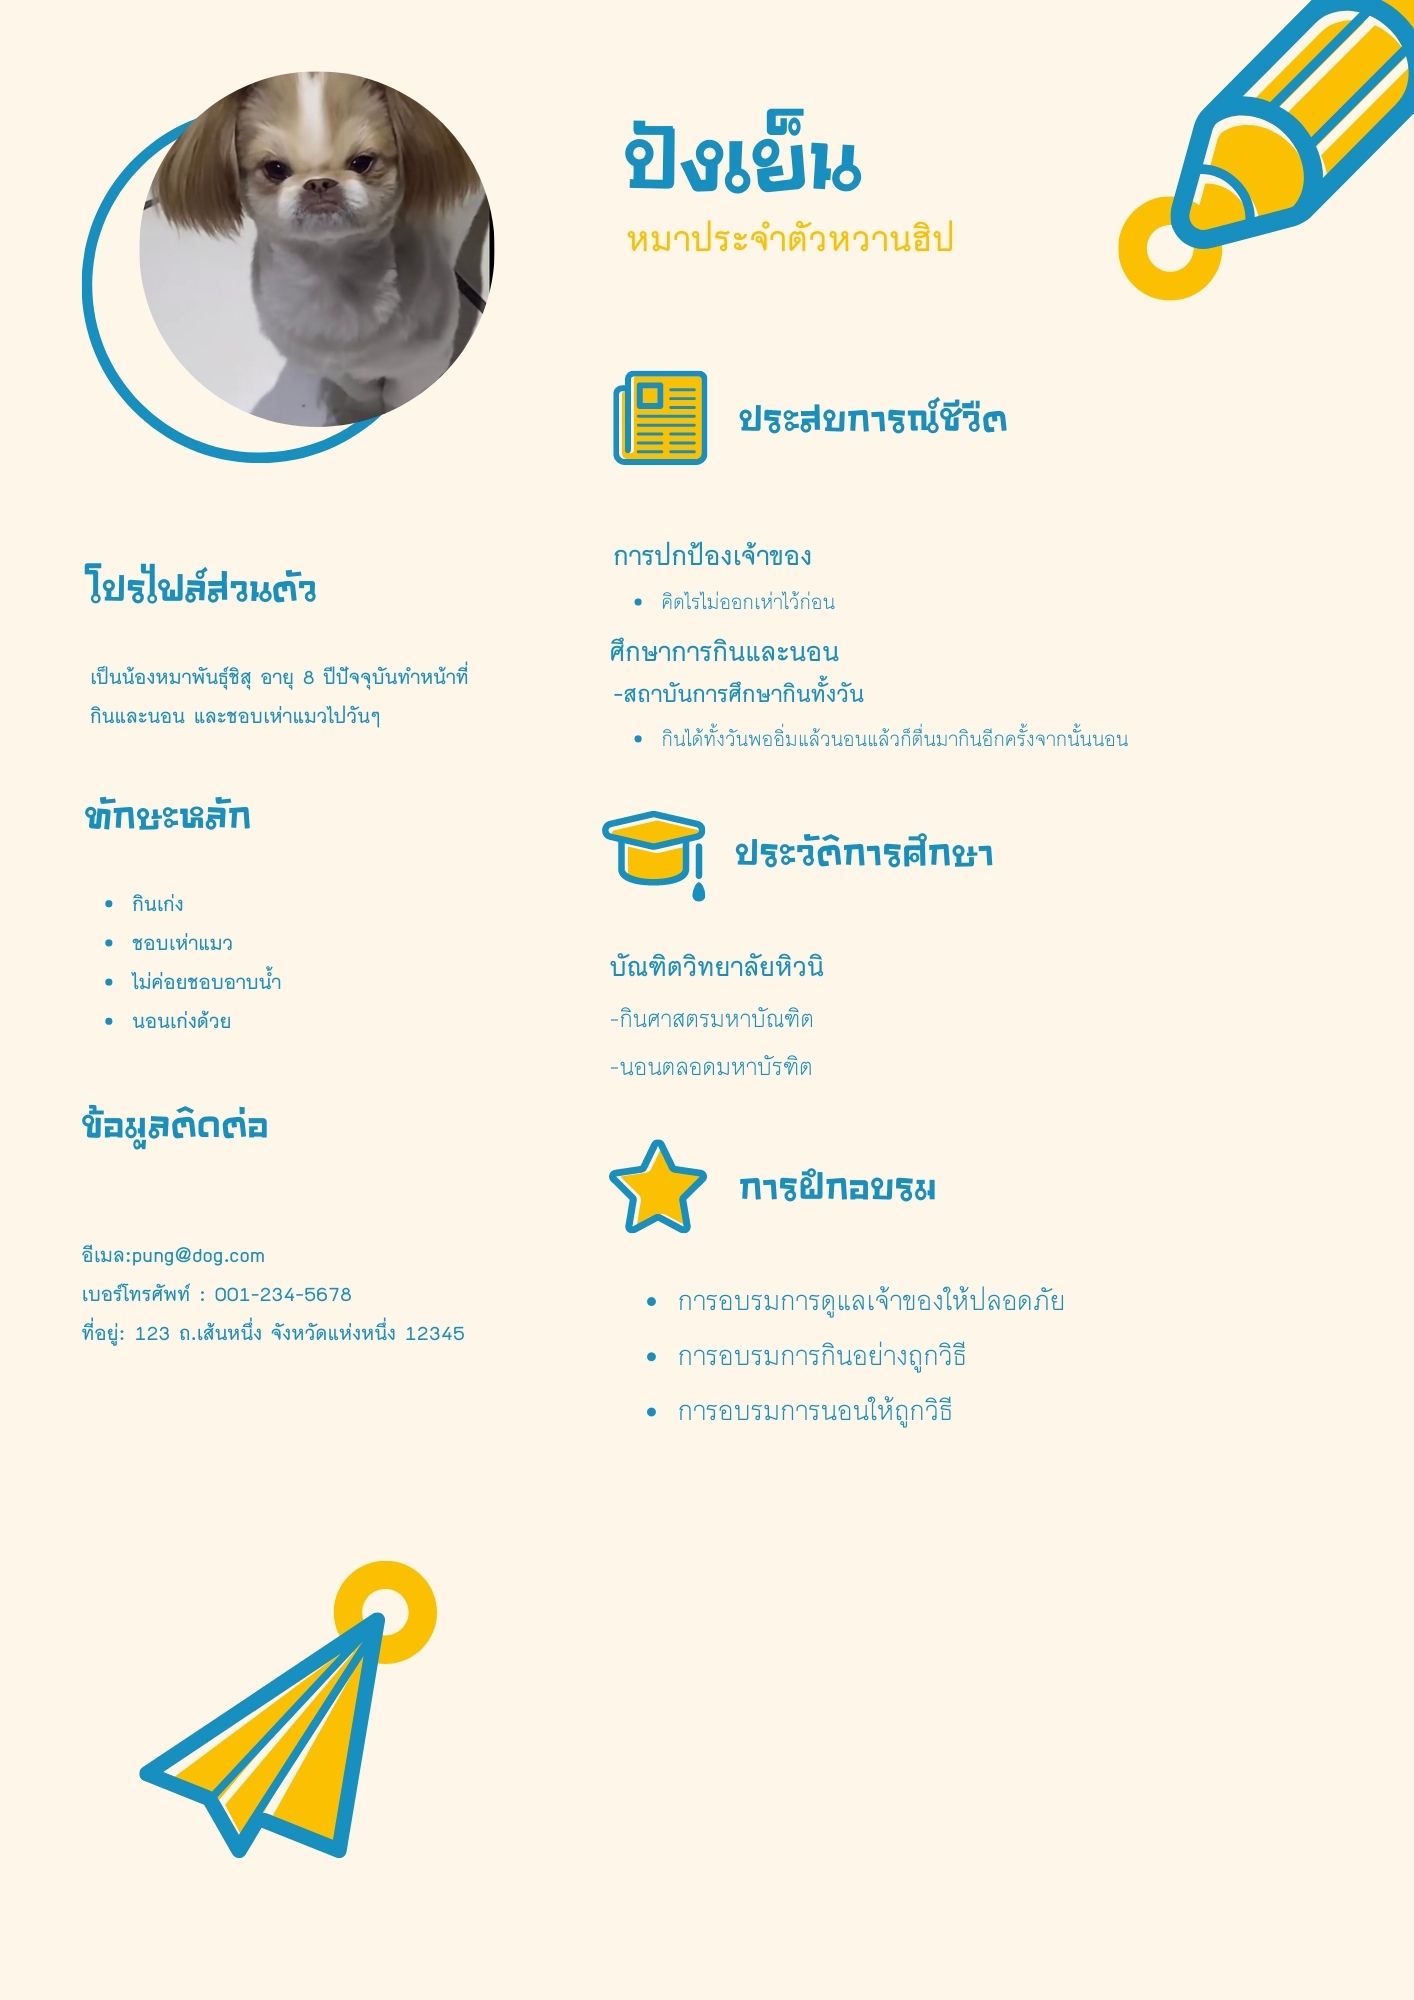 ปังเย็น
หมาประจำตัวหวานฮิป
ประสบการณ์ชีวิต
การปกป้องเจ้าของ
• คิดไรไม่ออกเห่าไว้ก่อน
ศึกษาการกินและนอน
-สถาบันการศึกษากินทั้งวัน
• กินได้ทั้งวันพออิ่มแล้วนอนแล้วก็ตื่นมากินอีกครั้งจากนั้นนอน
ประวัติการศึกษา
บัณฑิตวิทยาลัยหิวนิ
-กินศาสตรมหาบัณฑิต
-นอนตลอดมหาบัรฑิต
การฝึกอบรม
• การอบรมการดูแลเจ้าของให้ปลอดภัย
• การอบรมการกินอย่างถูกวิธี
• การอบรมการนอนให้ถูกวิธี
โปรไฟล์ส่วนตัว
เป็นน้องหมาพันธุ์ชิสุ อายุ 8 ปีปัจจุบันทำหน้าที่
กินและนอน และชอบเห่าแมวไปวันๆ
ทักษะหลัก
• กินเก่ง
• ชอบเห่าแมว
• ไม่ค่อยชอบอาบน้ำ
• นอนเก่งด้วย
ข้อมูลติดต่อ
อีเมล:pung@dog.com
เบอร์โทรศัพท์ : 001-234-5678
ที่อยู่: 123 ถ.เส้นหนึ่ง จังหวัดแห่งหนึ่ง 12345